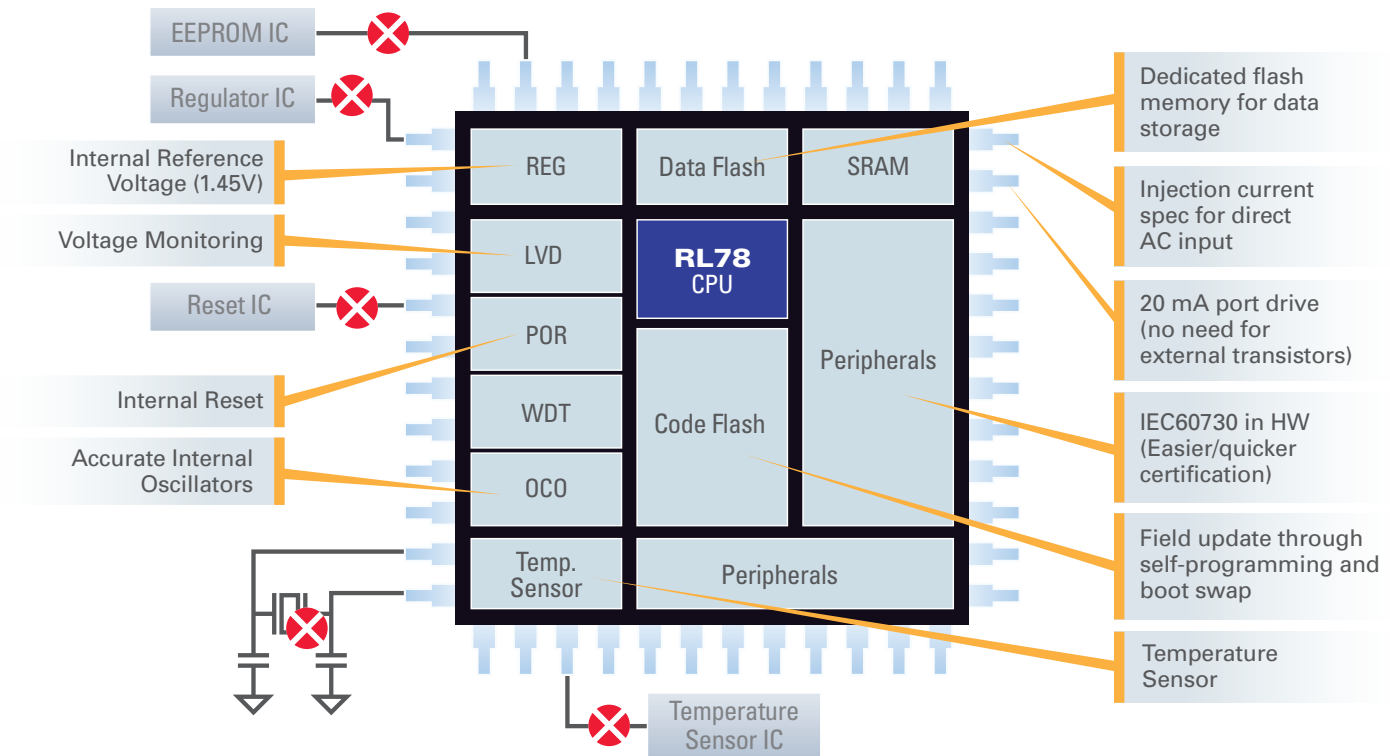 EEPROM IC
Regulator IC
Internal Reference
Voltage (1.45V)
Voltage Monitoring
Reset IC
Internal Reset
Accurate Internal
Oscillators
REG
Data Flash
SRAM
LVD
RL78
CPU
POR
Peripherals
WDT
Code Flash
OCO
Temp.
Sensor
Peripherals
Dedicated flash
memory for data
storage
Injection current
spec for direct
AC input
20 mA port drive
(no need for
external transistors)
IEC60730 in HW
(Easier/quicker
certification)
Field update through
self-programming and
boot swap
Temperature
Sensor
Temperature
Sensor IC